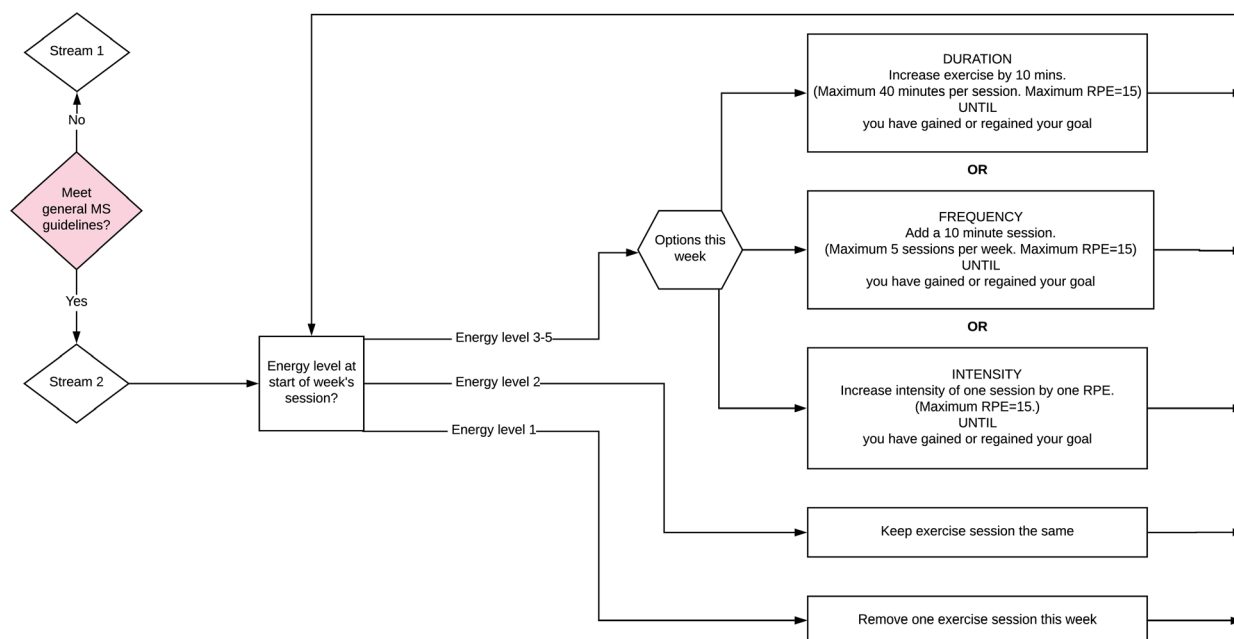 Stream 1
No
Meet
general MS
guidelines?
Yes
Stream 2
Energy level at
start of week's
session?
Energy level 3-5
Energy level 2
Energy level 1
Options this
week
DURATION
Increase exercise by 10 mins.
(Maximum 40 minutes per session. Maximum RPE=15)
UNTIL
you have gained or regained your goal
OR
FREQUENCY
Add a 10 minute session.
(Maximum 5 sessions per week. Maximum RPE=15)
UNTIL
you have gained or regained your goal
OR
INTENSITY
Increase intensity of one session by one RPE.
(Maximum RPE=15.)
UNTIL
you have gained or regained your goal
Keep exercise session the same
Remove one exercise session this week